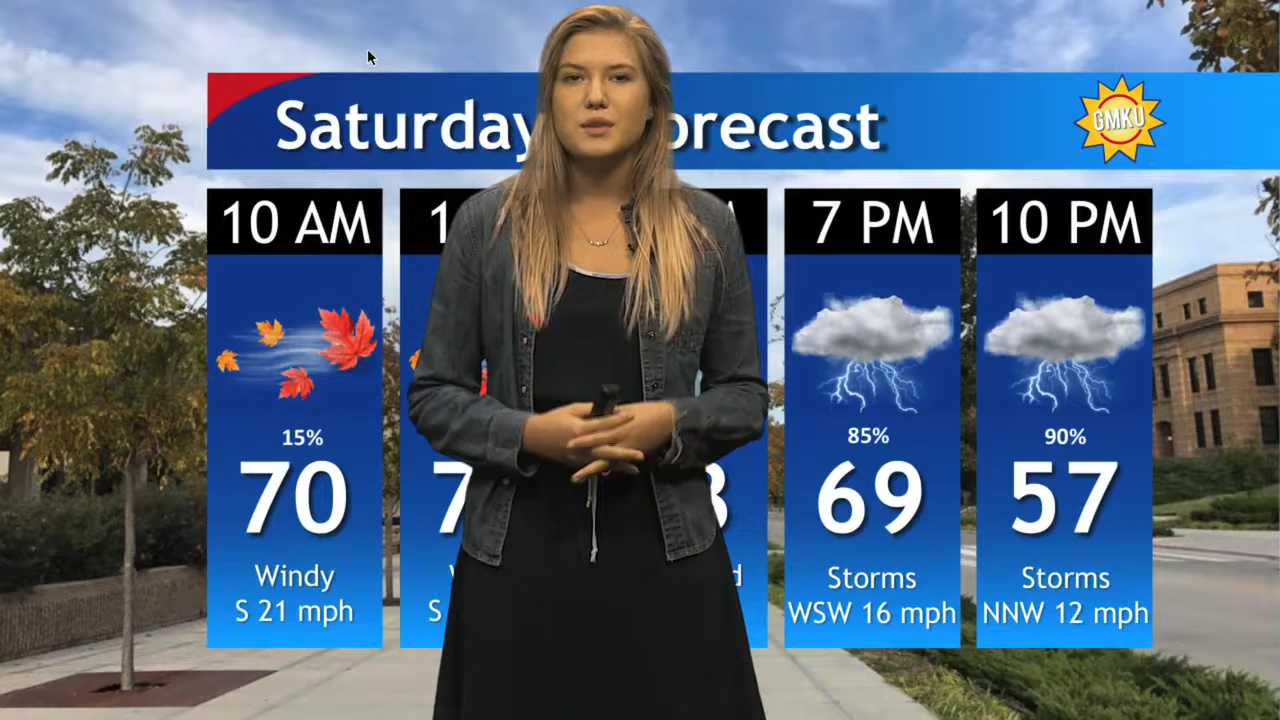 Saturday orecast
GMKU
10 AM
15%
70
Windy
S 21 mph
S
7 PM
85%
69
Storms
WSW 16 mph
10 PM
90%
57
Storms
NNW 12 mph